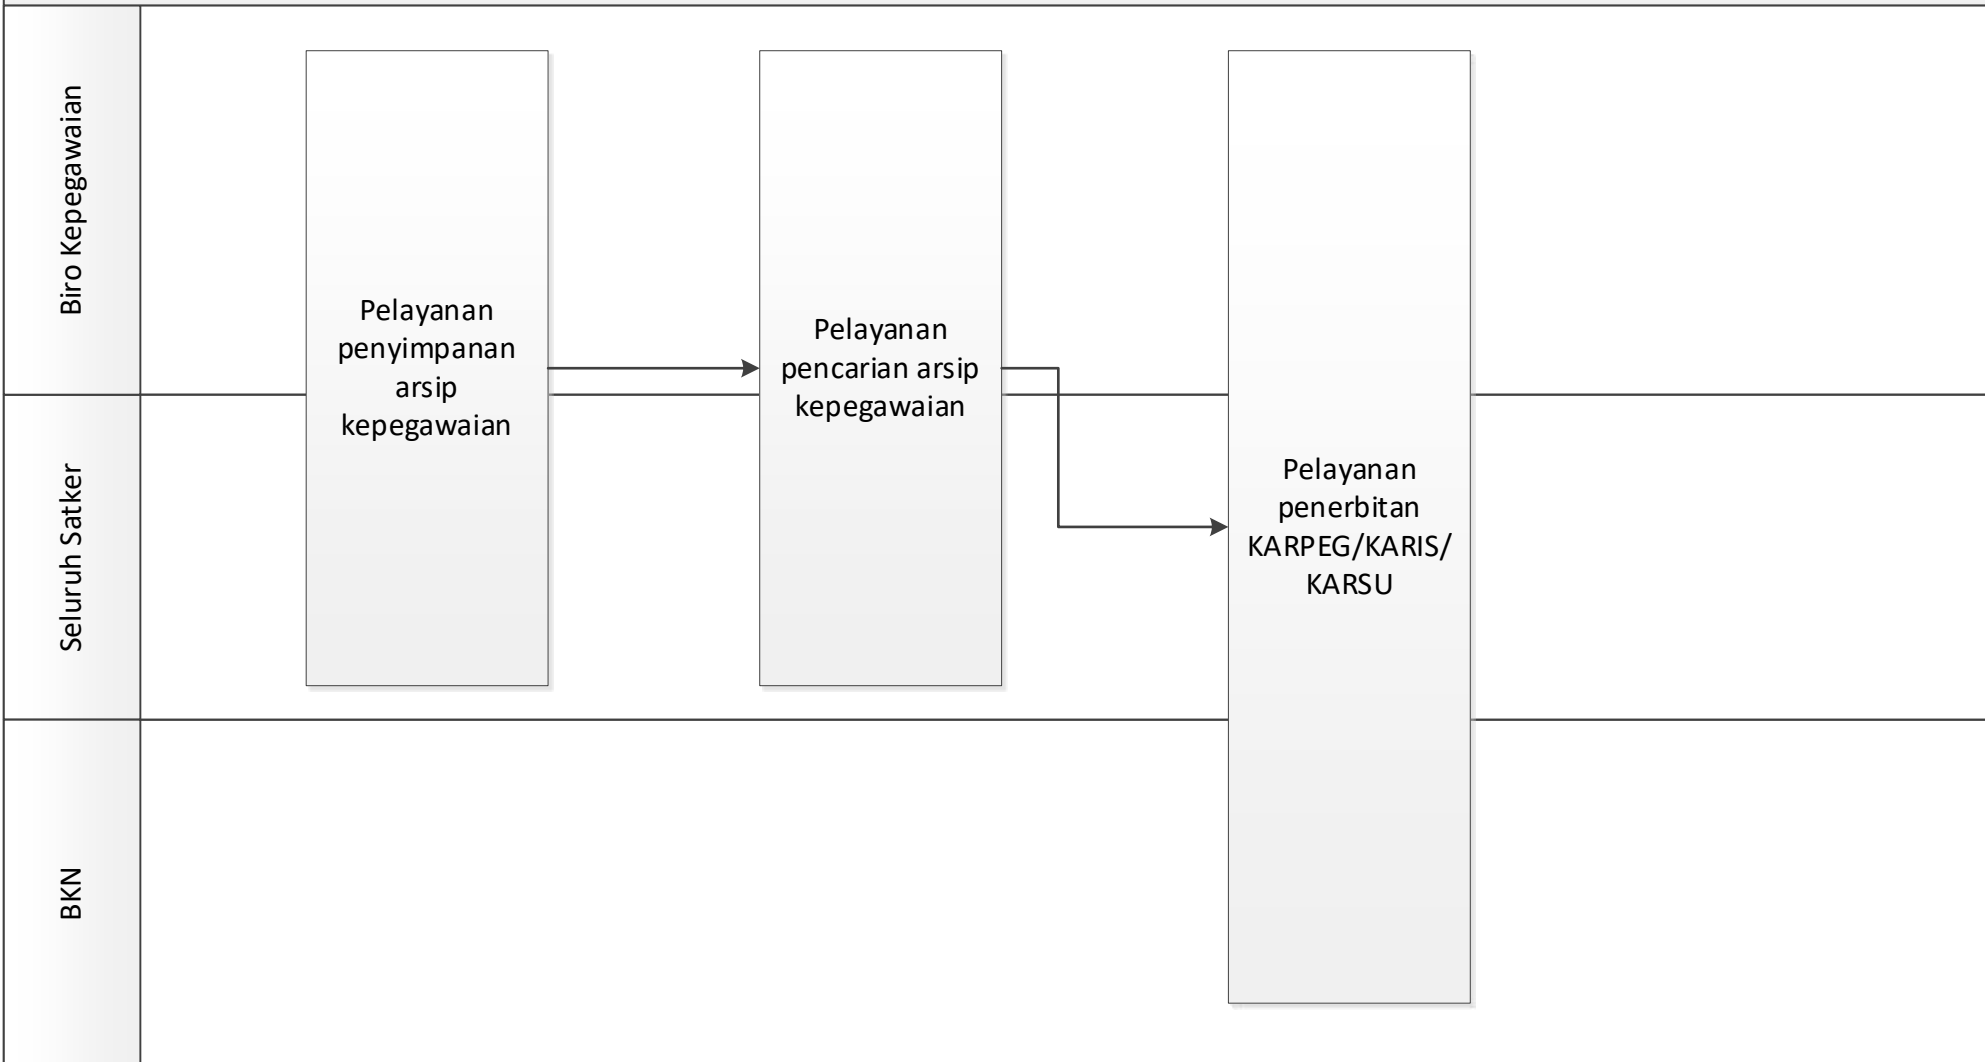 Biro Kepegawaian
Pelayanan
penyimpanan
arsip
kepegawaian
Pelayanan
pencarian arsip
kepegawaian
Pelayanan
penerbitan
KARPEG/KARIS/
KARSU
Seluruh Satker
BKN